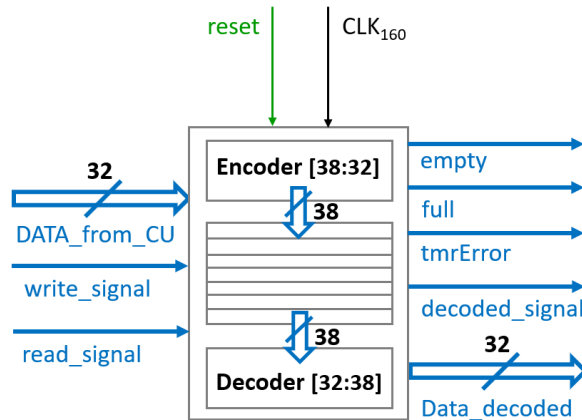 reset
CLK₁₆₀
32
DATA_from_CU
write_signal
read_signal
Encoder [38:32]
38
38
Decoder [32:38]
empty
full
tmrError
decoded_signal
32
Data_decoded